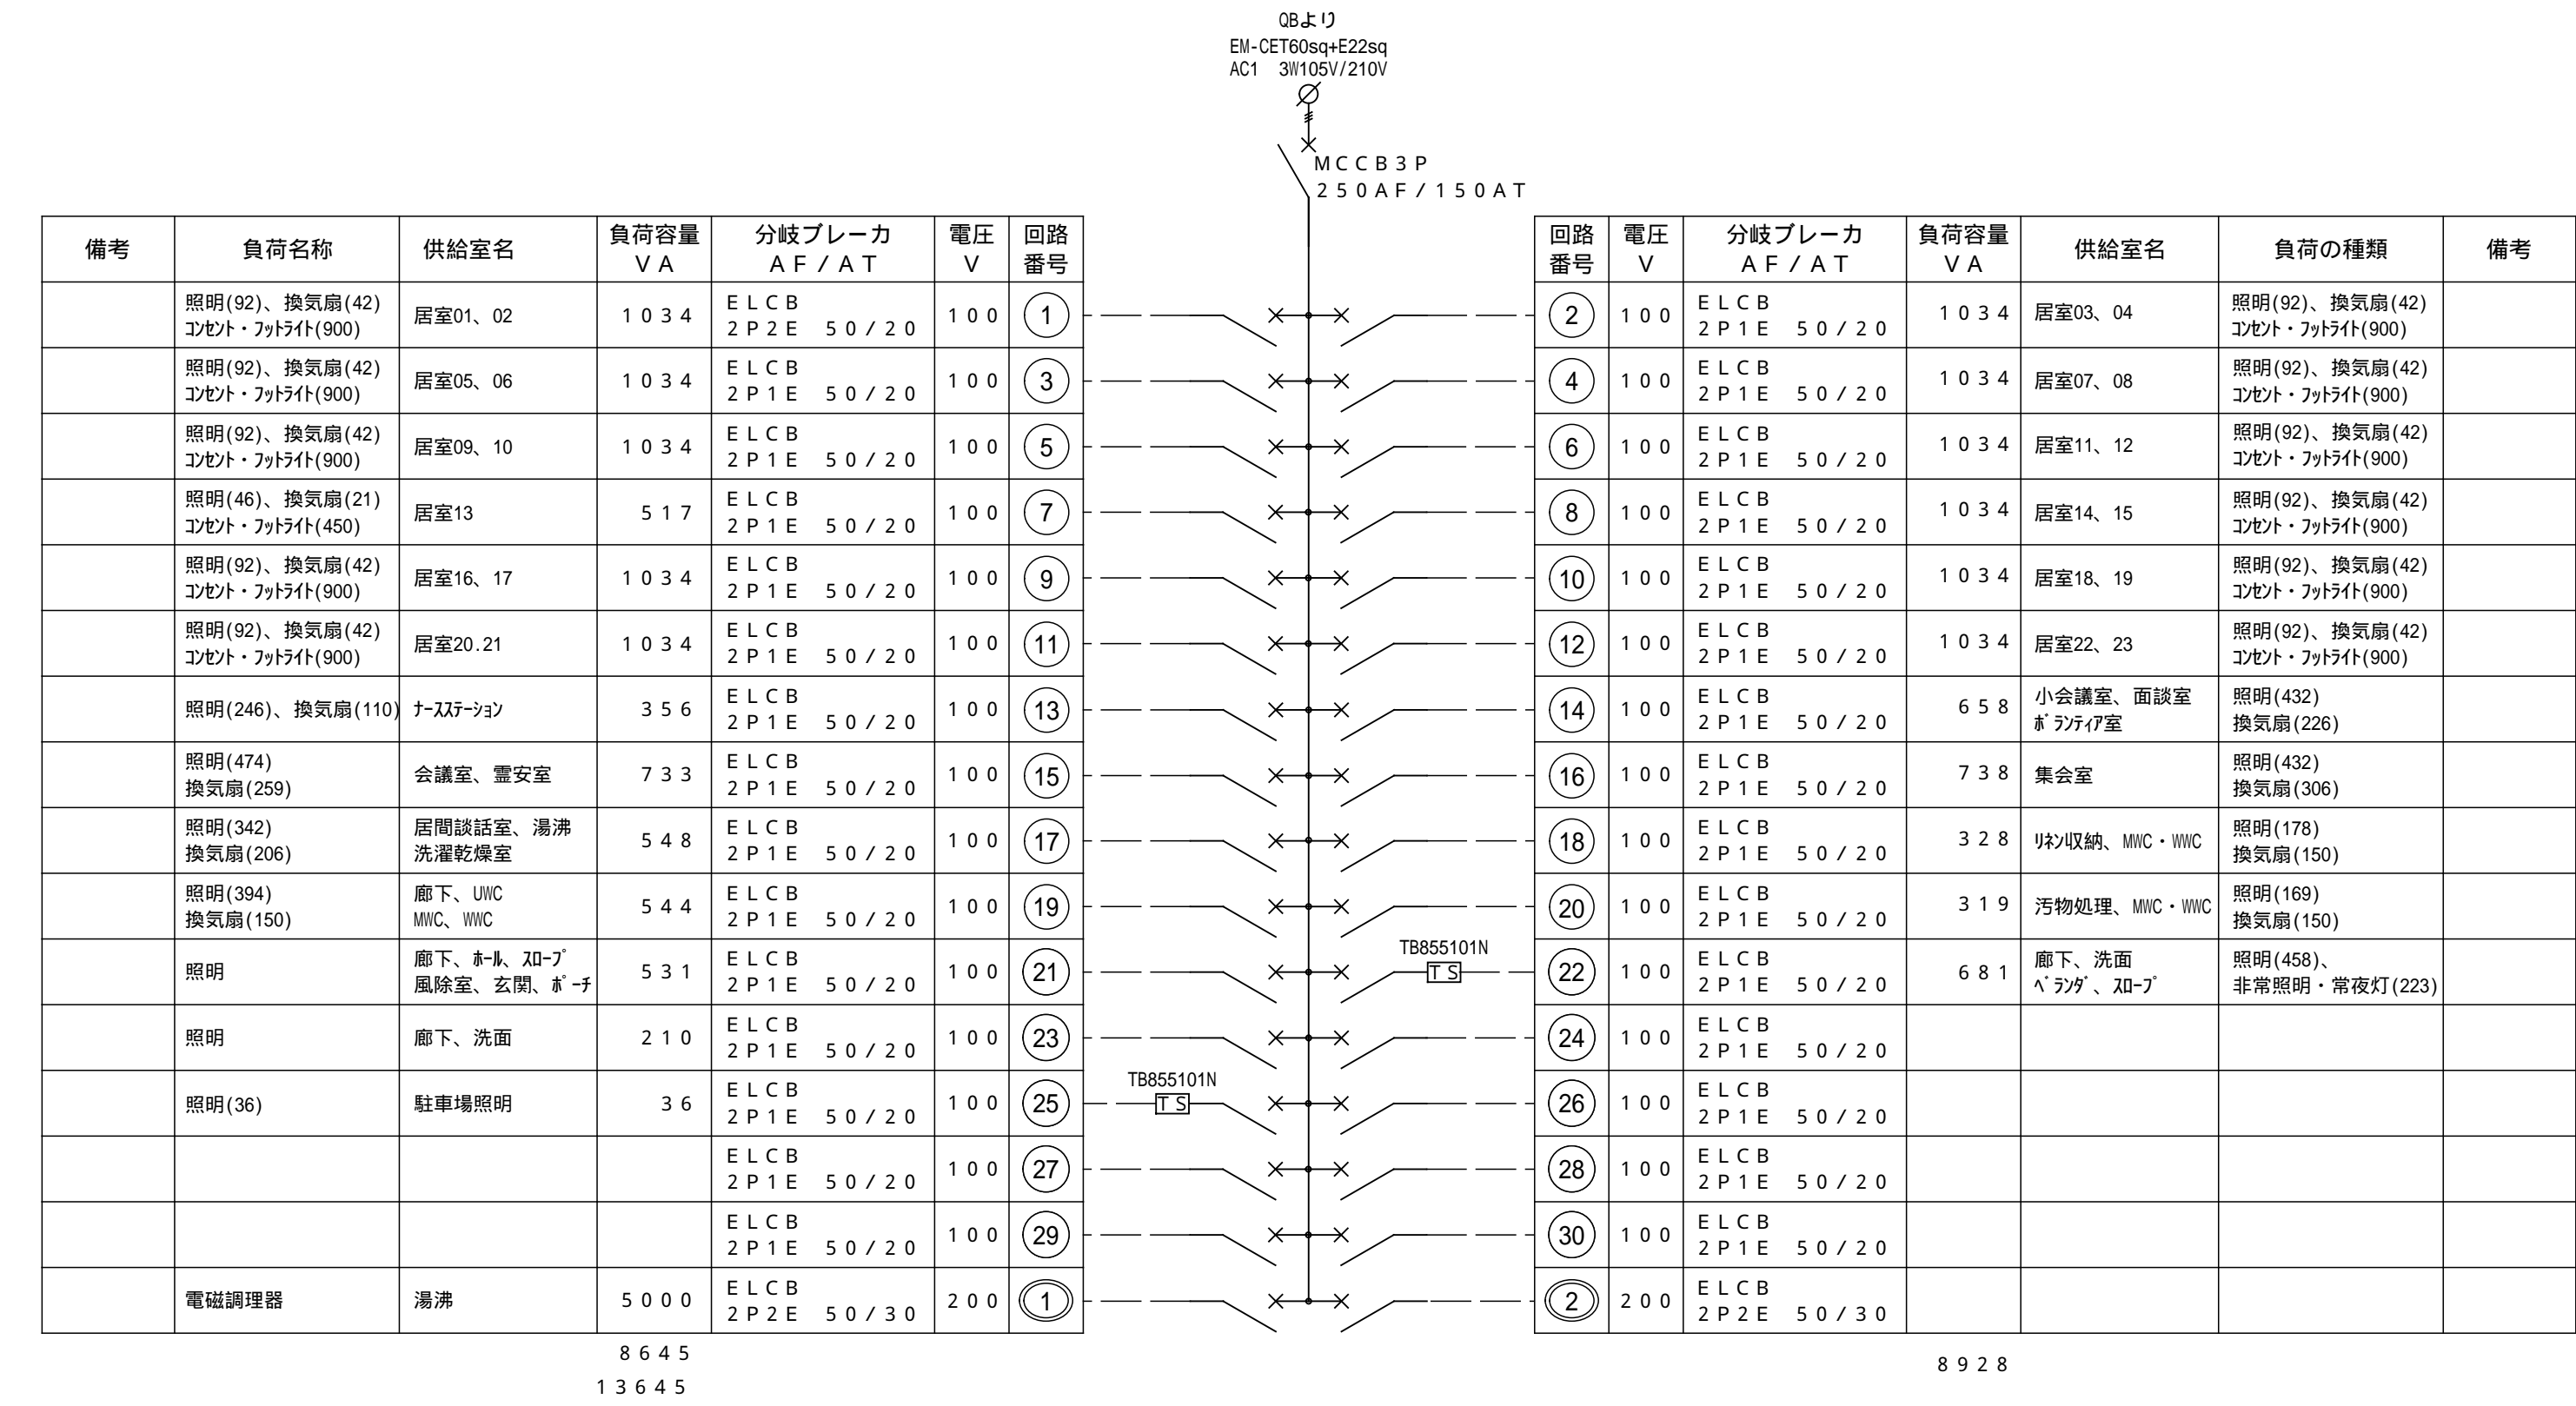 QBより
EM-CET60sq+E22sq
AC1 3W105V/210V
MCCB3P
250AF/150AT
備考 負荷名称 供給室名 負荷容量 VA 分岐ブレーカ AF/AT 電圧 V 回路 番号
照明(92)、換気扇(42) コンセント・フットライト(900) 居室01、02 1034 ELCB 2P2E 50/20 100 1
照明(92)、換気扇(42) コンセント・フットライト(900) 居室05、06 1034 ELCB 2P1E 50/20 100 3
照明(92)、換気扇(42) コンセント・フットライト(900) 居室09、10 1034 ELCB 2P1E 50/20 100 5
照明(46)、換気扇(21) コンセント・フットライト(450) 居室13 517 ELCB 2P1E 50/20 100 7
照明(92)、換気扇(42) コンセント・フットライト(900) 居室16、17 1034 ELCB 2P1E 50/20 100 9
照明(92)、換気扇(42) コンセント・フットライト(900) 居室20.21 1034 ELCB 2P1E 50/20 100 11
照明(246)、換気扇(110) ナースステーション 356 ELCB 2P1E 50/20 100 13
照明(474) 換気扇(259) 会議室、霊安室 733 ELCB 2P1E 50/20 100 15
照明(342) 換気扇(206) 居間談話室、湯沸 洗濯乾燥室 548 ELCB 2P1E 50/20 100 17
照明(394) 換気扇(150) 廊下、UWC MWC、WWC 544 ELCB 2P1E 50/20 100 19
照明 廊下、ホール、スロープ 風除室、玄関、ポーチ 531 ELCB 2P1E 50/20 100 21
照明 廊下、洗面 210 ELCB 2P1E 50/20 100 23
照明(36) 駐車場照明 36 ELCB 2P1E 50/20 100 25
TB855101N
TS
ELCB 2P1E 50/20 100 27
ELCB 2P1E 50/20 100 29
電磁調理器 湯沸 5000 ELCB 2P2E 50/30 200 1
8645
13645
回路 番号 電圧 V 分岐ブレーカ AF/AT 負荷容量 VA 供給室名 負荷の種類 備考
2 100 ELCB 2P1E 50/20 1034 居室03、04 照明(92)、換気扇(42) コンセント・フットライト(900)
4 100 ELCB 2P1E 50/20 1034 居室07、08 照明(92)、換気扇(42) コンセント・フットライト(900)
6 100 ELCB 2P1E 50/20 1034 居室11、12 照明(92)、換気扇(42) コンセント・フットライト(900)
8 100 ELCB 2P1E 50/20 1034 居室14、15 照明(92)、換気扇(42) コンセント・フットライト(900)
10 100 ELCB 2P1E 50/20 1034 居室18、19 照明(92)、換気扇(42) コンセント・フットライト(900)
12 100 ELCB 2P1E 50/20 1034 居室22、23 照明(92)、換気扇(42) コンセント・フットライト(900)
14 100 ELCB 2P1E 50/20 658 小会議室、面談室 ボランティア室 照明(432) 換気扇(226)
16 100 ELCB 2P1E 50/20 738 集会室 照明(432) 換気扇(306)
18 100 ELCB 2P1E 50/20 328 リネン収納、MWC・WWC 照明(178) 換気扇(150)
20 100 ELCB 2P1E 50/20 319 汚物処理、MWC・WWC 照明(169) 換気扇(150)
TB855101N
TS
22 100 ELCB 2P1E 50/20 681 廊下、洗面 ベランダ、スロープ 照明(458)、 非常照明・常夜灯(223)
24 100 ELCB 2P1E 50/20
26 100 ELCB 2P1E 50/20
28 100 ELCB 2P1E 50/20
30 100 ELCB 2P1E 50/20
2 200 ELCB 2P2E 50/30
8928